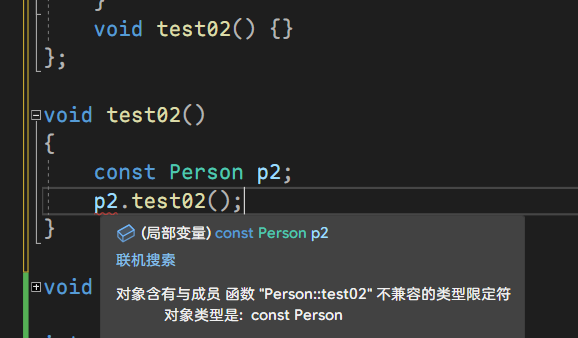 }
void test02() {}
};
void test02()
{
const Person p2;
p2.test02();
}
(局部变量) const Person p2
联机搜索
void
对象含有与成员 函数 "Person::test02" 不兼容的类型限定符
对象类型是: const Person